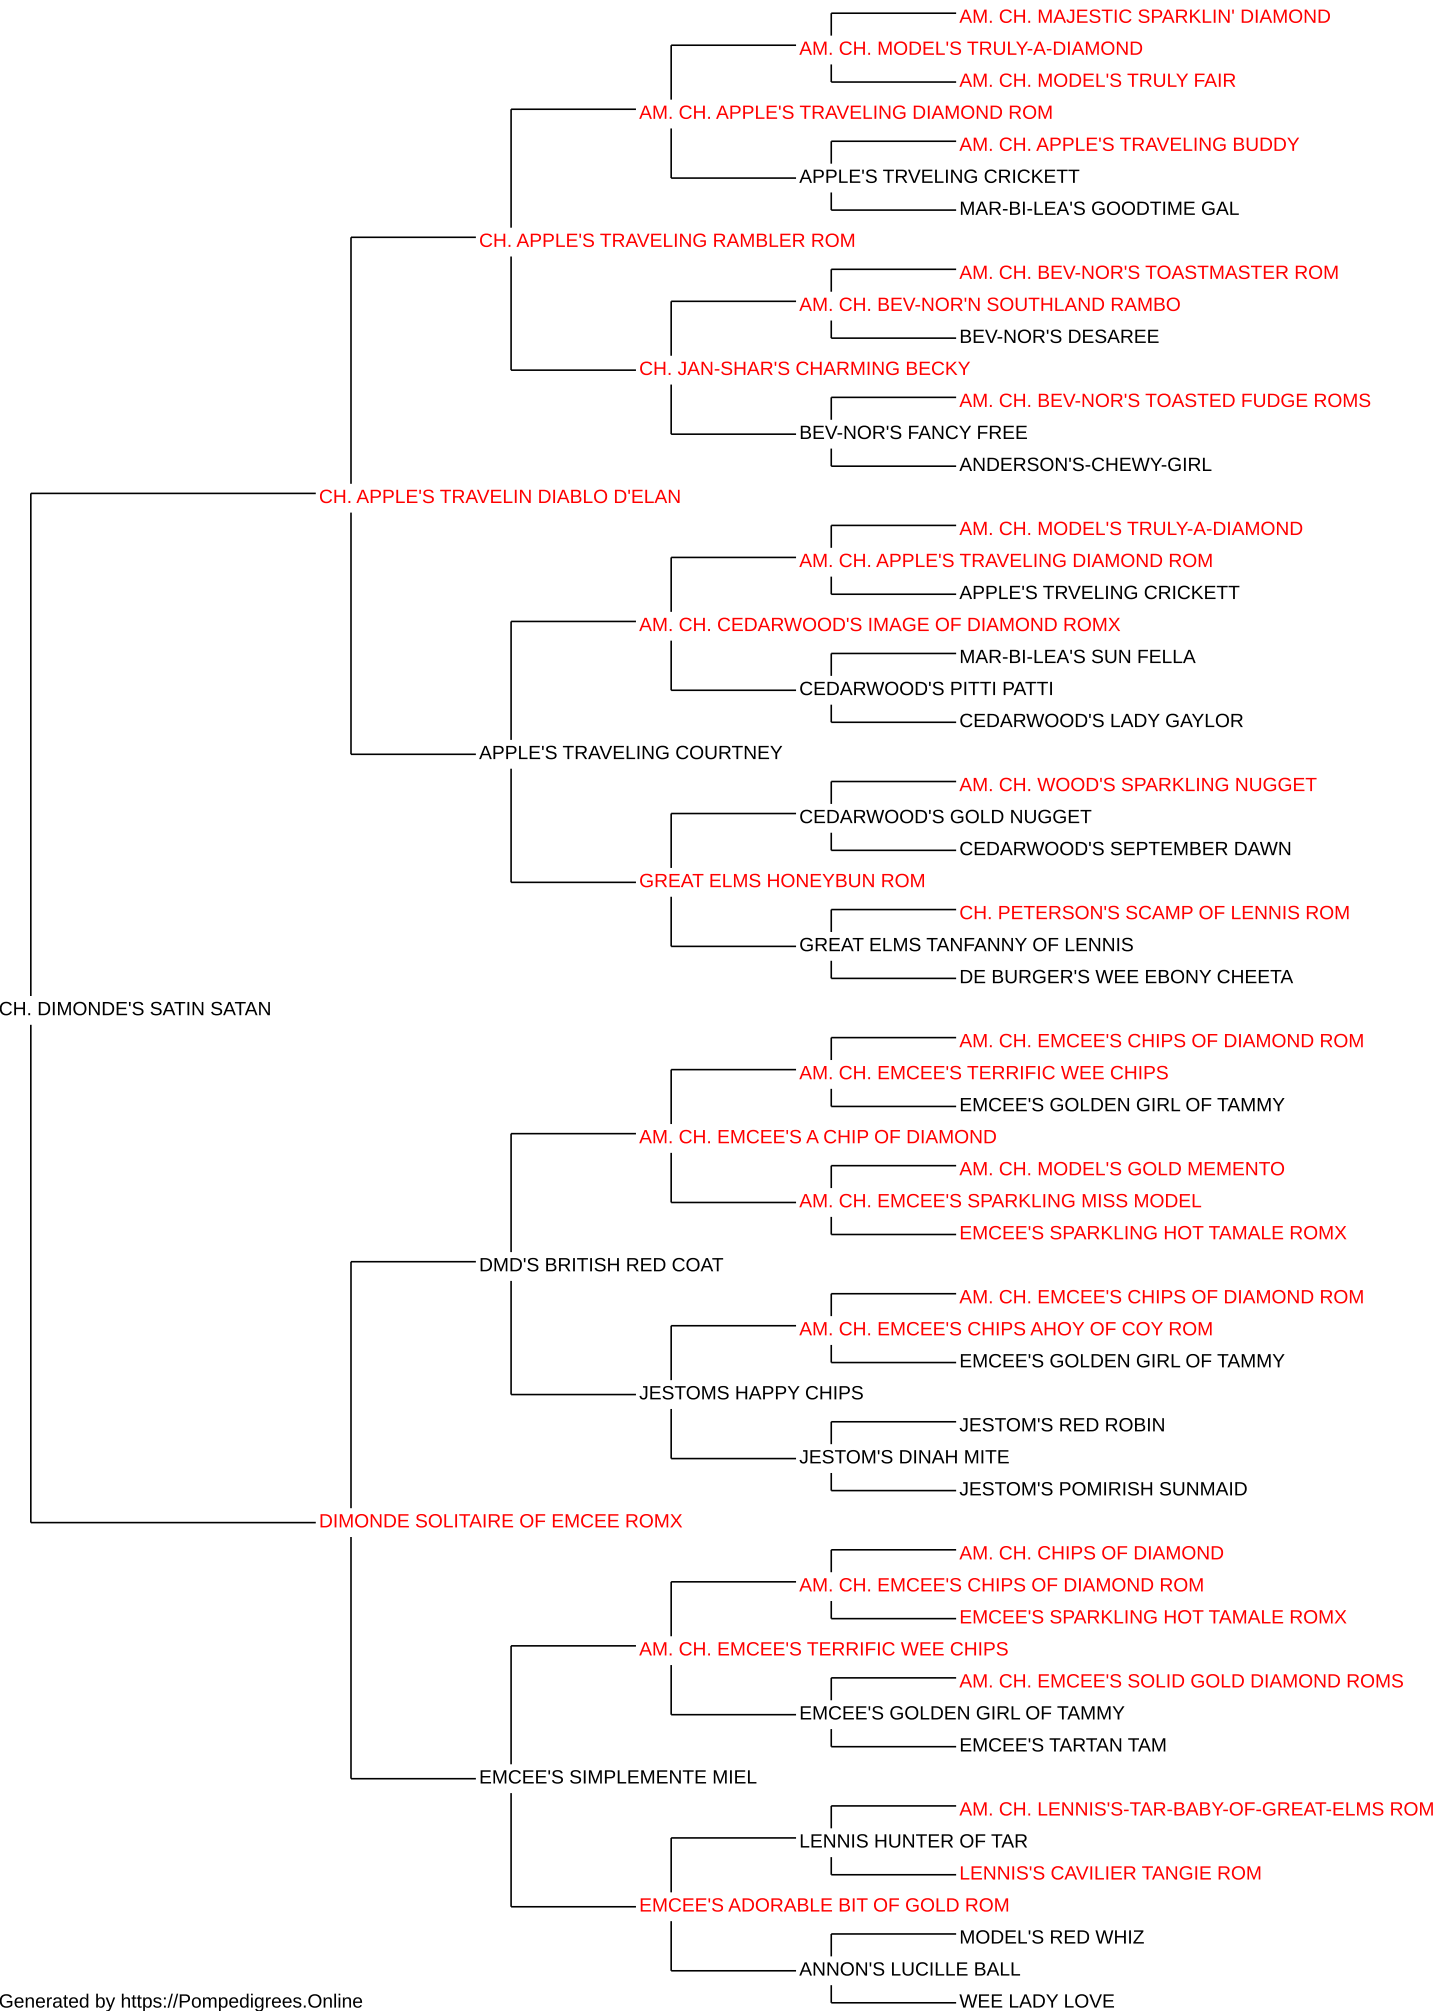 AM. CH. MAJESTIC SPARKLIN' DIAMOND
AM. CH. MODEL'S TRULY-A-DIAMOND
AM. CH. MODEL'S TRULY FAIR
AM. CH. APPLE'S TRAVELING DIAMOND ROM
AM. CH. APPLE'S TRAVELING BUDDY
APPLE'S TRVELING CRICKETT
MAR-BI-LEA'S GOODTIME GAL
CH. APPLE'S TRAVELING RAMBLER ROM
AM. CH. BEV-NOR'S TOASTMASTER ROM
AM. CH. BEV-NOR'N SOUTHLAND RAMBO
BEV-NOR'S DESAREE
CH. JAN-SHAR'S CHARMING BECKY
AM. CH. BEV-NOR'S TOASTED FUDGE ROMS
BEV-NOR'S FANCY FREE
ANDERSON'S-CHEWY-GIRL
CH. APPLE'S TRAVELIN DIABLO D'ELAN
AM. CH. MODEL'S TRULY-A-DIAMOND
AM. CH. APPLE'S TRAVELING DIAMOND ROM
APPLE'S TRVELING CRICKETT
AM. CH. CEDARWOOD'S IMAGE OF DIAMOND ROMX
MAR-BI-LEA'S SUN FELLA
CEDARWOOD'S PITTI PATTI
CEDARWOOD'S LADY GAYLOR
APPLE'S TRAVELING COURTNEY
AM. CH. WOOD'S SPARKLING NUGGET
CEDARWOOD'S GOLD NUGGET
CEDARWOOD'S SEPTEMBER DAWN
GREAT ELMS HONEYBUN ROM
CH. PETERSON'S SCAMP OF LENNIS ROM
GREAT ELMS TANFANNY OF LENNIS
DE BURGER'S WEE EBONY CHEETA
CH. DIMONDE'S SATIN SATAN
AM. CH. EMCEE'S CHIPS OF DIAMOND ROM
AM. CH. EMCEE'S TERRIFIC WEE CHIPS
EMCEE'S GOLDEN GIRL OF TAMMY
AM. CH. EMCEE'S A CHIP OF DIAMOND
AM. CH. MODEL'S GOLD MEMENTO
AM. CH. EMCEE'S SPARKLING MISS MODEL
EMCEE'S SPARKLING HOT TAMALE ROMX
DMD'S BRITISH RED COAT
AM. CH. EMCEE'S CHIPS OF DIAMOND ROM
AM. CH. EMCEE'S CHIPS AHOY OF COY ROM
EMCEE'S GOLDEN GIRL OF TAMMY
JESTOMS HAPPY CHIPS
JESTOM'S RED ROBIN
JESTOM'S DINAH MITE
JESTOM'S POMIRISH SUNMAID
DIMONDE SOLITAIRE OF EMCEE ROMX
AM. CH. CHIPS OF DIAMOND
AM. CH. EMCEE'S CHIPS OF DIAMOND ROM
EMCEE'S SPARKLING HOT TAMALE ROMX
AM. CH. EMCEE'S TERRIFIC WEE CHIPS
AM. CH. EMCEE'S SOLID GOLD DIAMOND ROMS
EMCEE'S GOLDEN GIRL OF TAMMY
EMCEE'S TARTAN TAM
EMCEE'S SIMPLEMENTE MIEL
AM. CH. LENNIS'S-TAR-BABY-OF-GREAT-ELMS ROM
LENNIS HUNTER OF TAR
LENNIS'S CAVILIER TANGIE ROM
EMCEE'S ADORABLE BIT OF GOLD ROM
MODEL'S RED WHIZ
ANNON'S LUCILLE BALL
WEE LADY LOVE
Generated by https://Pompedigrees.Online